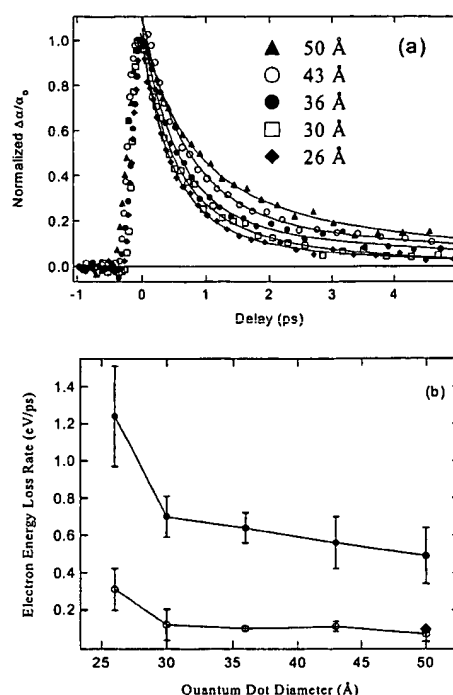 (a)
▲ 50 Å
○ 43 Å
● 36 Å
□ 30 Å
◆ 26 Å
Normalized Δα/α₀
1.0
0.8
0.6
0.4
0.2
0.0
-1 0 1 2 3 4
Delay (ps)
(b)
Electron Energy Loss Rate (eV/ps)
1.4
1.2
1.0
0.8
0.6
0.4
0.2
25 30 35 40 45 50
Quantum Dot Diameter (Å)